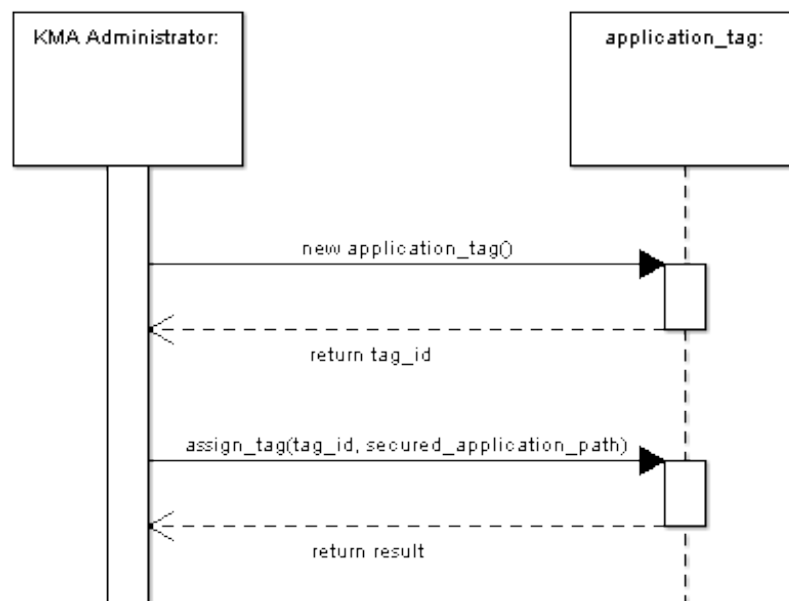 KMA Administrator:
application_tag:
new application_tag()
return tag_id
assign_tag(tag_id, secured_application_path)
return result